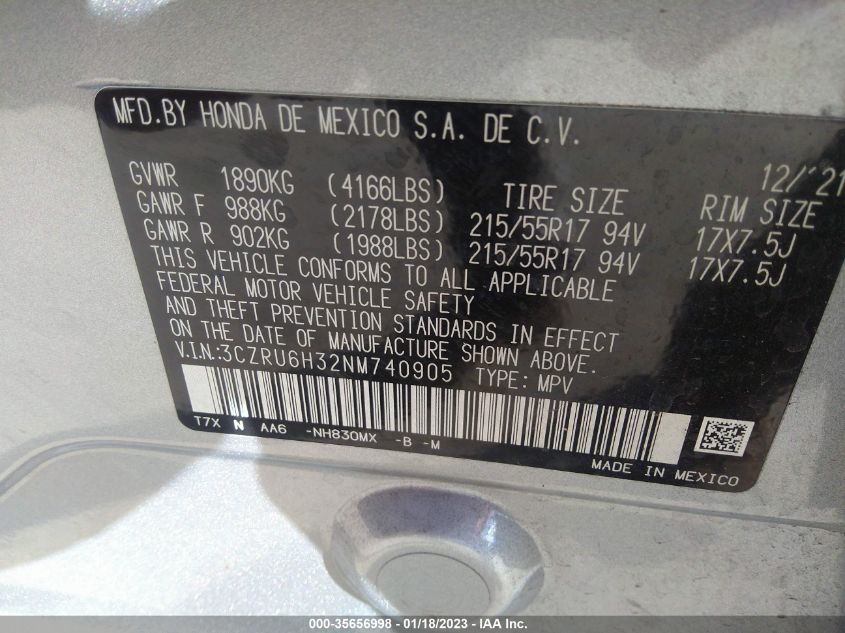 MFD.BY HONDA DE MEXICO S.A. DE C.V.
12/'21
GVWR 1890KG (4166LBS) TIRE SIZE RIM SIZE
GAWR F 988KG (2178LBS) 215/55R17 94V 17X7.5J
GAWR R 902KG (1988LBS) 215/55R17 94V 17X7.5J
THIS VEHICLE CONFORMS TO ALL APPLICABLE
FEDERAL MOTOR VEHICLE SAFETY
AND THEFT PREVENTION STANDARDS IN EFFECT
ON THE DATE OF MANUFACTURE SHOWN ABOVE.
V.I.N.:3CZRU6H32NM740905 TYPE: MPV
T7X N AA6 -NH830MX -B -M
MADE IN MEXICO
000-35656998 - 01/18/2023 - IAA Inc.